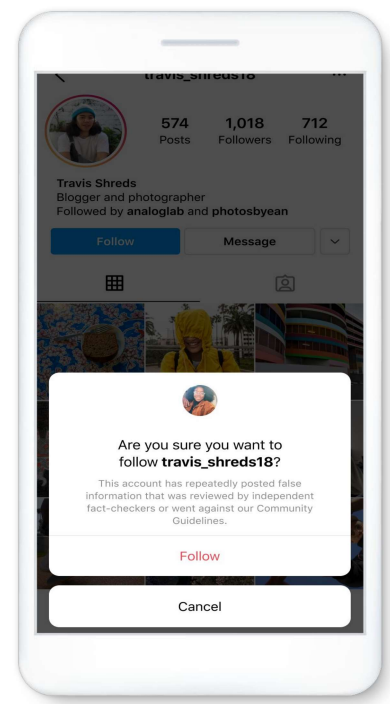 travis_shreds18
574 1,018 712
Posts Followers Following
Travis Shreds
Blogger and photographer
Followed by analoglab and photosbyean
Follow Message
Are you sure you want to
follow travis_shreds18?
This account has repeatedly posted false
information that was reviewed by independent
fact-checkers or went against our Community
Guidelines.
Follow
Cancel